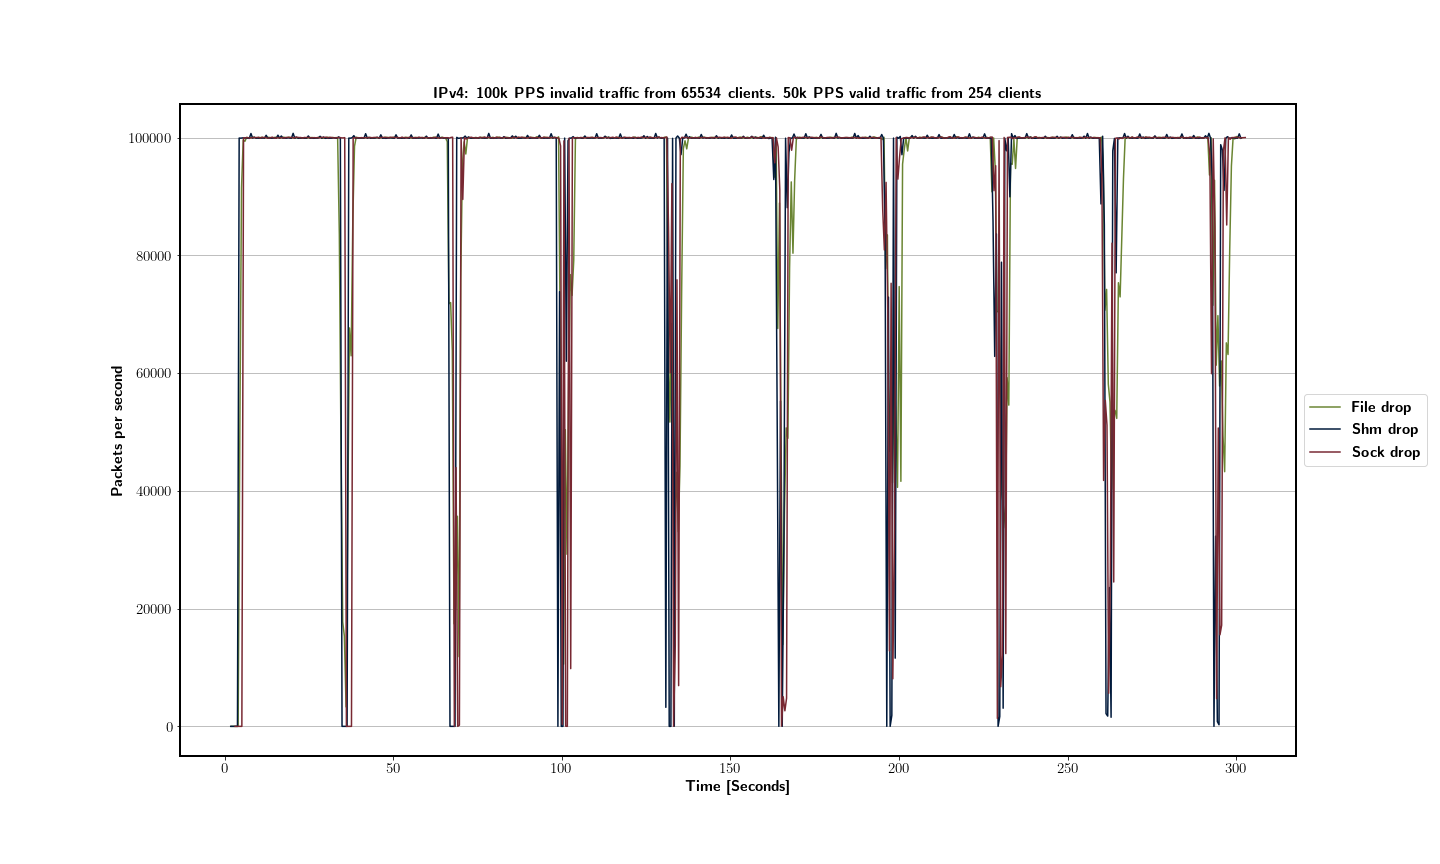 IPv4: 100k PPS invalid traffic from 65534 clients. 50k PPS valid traffic from 254 clients
100000
80000
60000
40000
20000
0
Packets per second
0 50 100 150 200 250 300
Time [Seconds]
File drop
Shm drop
Sock drop